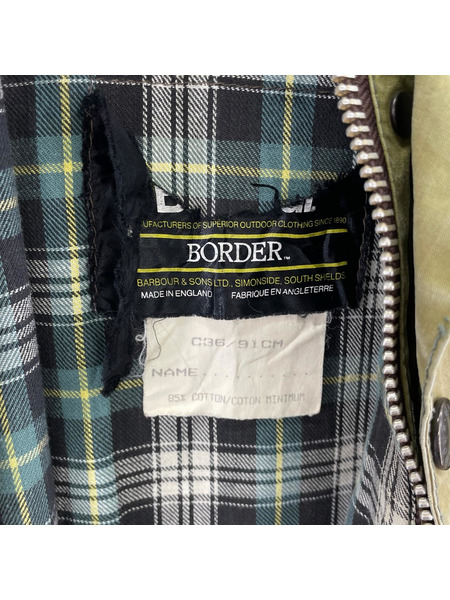 UFACTURERS OF SUPERIOR OUTDOOR CLOTHING SINCE 1890
BORDER™
BARBOUR & SONS LTD., SIMONSIDE, SOUTH SHIELDS
MADE IN ENGLAND FABRIQUE EN ANGLETERRE
C36/91CM
NAME..........
85% COTTON/COTON MINIMUM